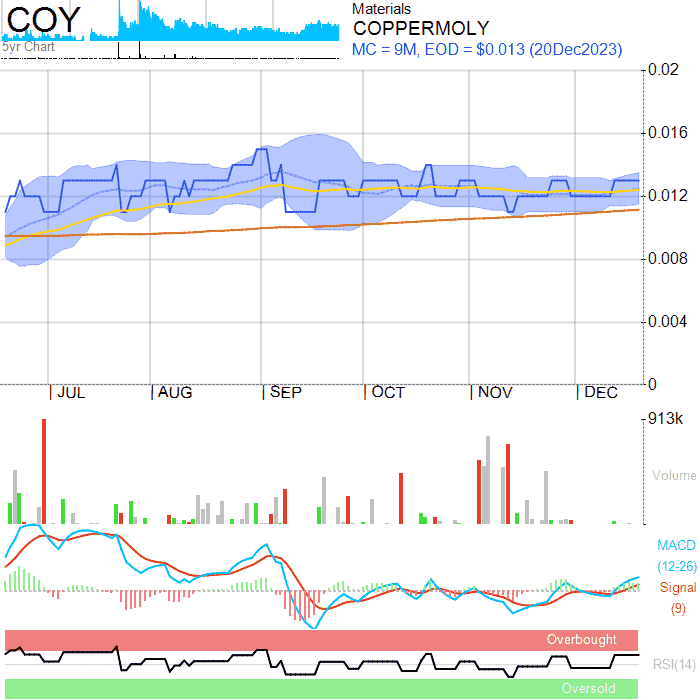 COY
5yr Chart
Materials
COPPERMOLY
MC = 9M, EOD = $0.013 (20Dec2023)
0.02
0.016
0.012
0.008
0.004
0
| JUL | AUG | SEP | OCT | NOV | DEC
913k
Volume
MACD
(12-26)
Signal
(9)
Overbought
RSI(14)
Oversold